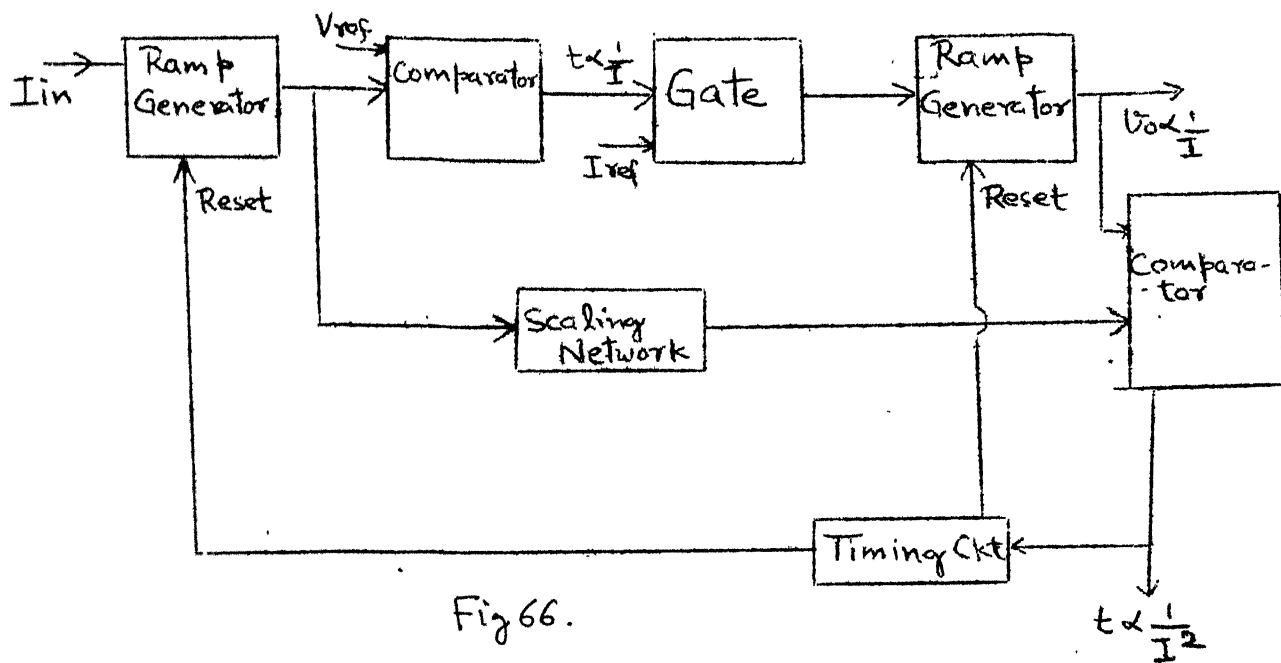 Iin
Ramp
Generator
Reset
Vref
Comparator
t∝1/I
Iref
Gate
Ramp
Generator
Reset
Vo∝1/I
Compara-
-tor
Scaling
Network
Timing Ckt
t∝1/I²
Fig 66.